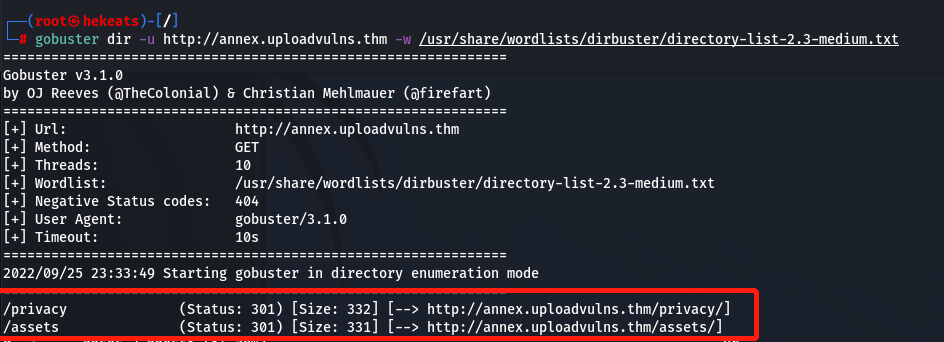 ┌──(root㉿hekeats)-[/]
└─# gobuster dir -u http://annex.uploadvulns.thm -w /usr/share/wordlists/dirbuster/directory-list-2.3-medium.txt
===============================================================
Gobuster v3.1.0
by OJ Reeves (@TheColonial) & Christian Mehlmauer (@firefart)
===============================================================
[+] Url:                     http://annex.uploadvulns.thm
[+] Method:                  GET
[+] Threads:                 10
[+] Wordlist:                /usr/share/wordlists/dirbuster/directory-list-2.3-medium.txt
[+] Negative Status codes:   404
[+] User Agent:              gobuster/3.1.0
[+] Timeout:                 10s
===============================================================
2022/09/25 23:33:49 Starting gobuster in directory enumeration mode
===============================================================
/privacy              (Status: 301) [Size: 332] [--> http://annex.uploadvulns.thm/privacy/]
/assets               (Status: 301) [Size: 331] [--> http://annex.uploadvulns.thm/assets/]